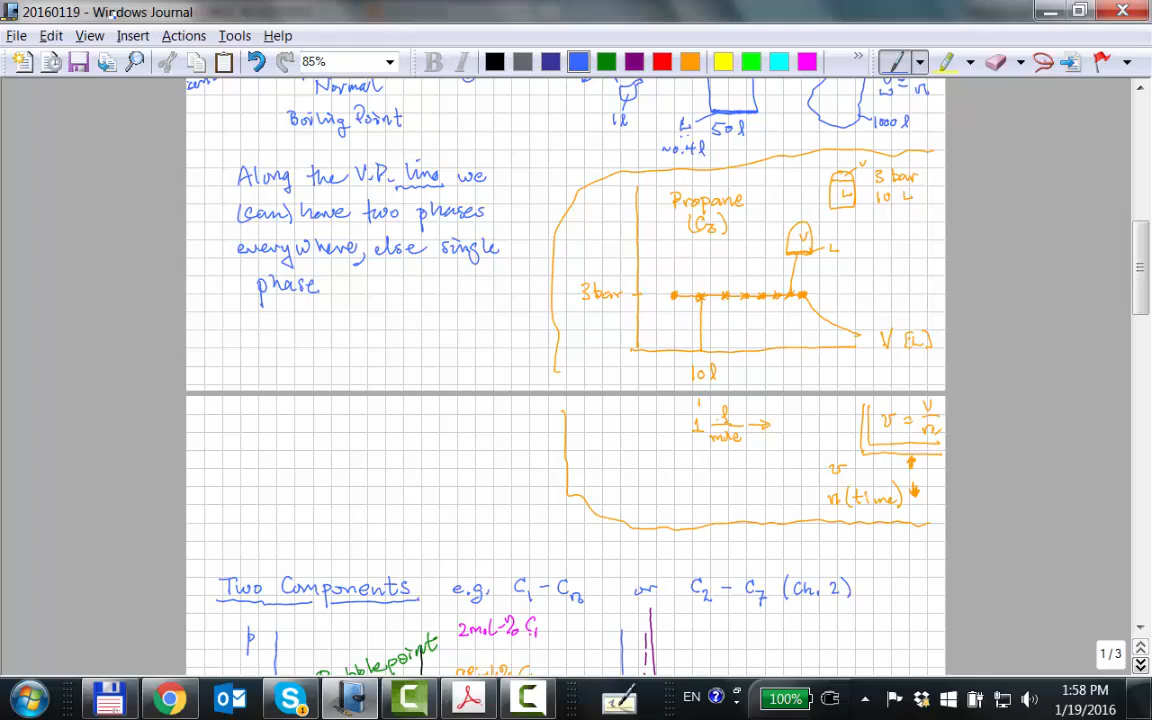 20160119 - Windows Journal
File Edit View Insert Actions Tools Help
85%
Normal
Boiling Point
1l
L
50l
~0.4l
1000l
Along the V.P. line we
(can) have two phases
everywhere, else single
phase
Propane
(C3)
V
L
3 bar
10 L
V
L
3bar
V [L]
10l
1 l/mole →
v = V/n
v
n(time)
Two Components e.g. C1 - Cn or C2 - C7 (Ch. 2)
p
2mol-% C1
Bubblepoint
1 / 3
EN
100%
1:58 PM
1/19/2016